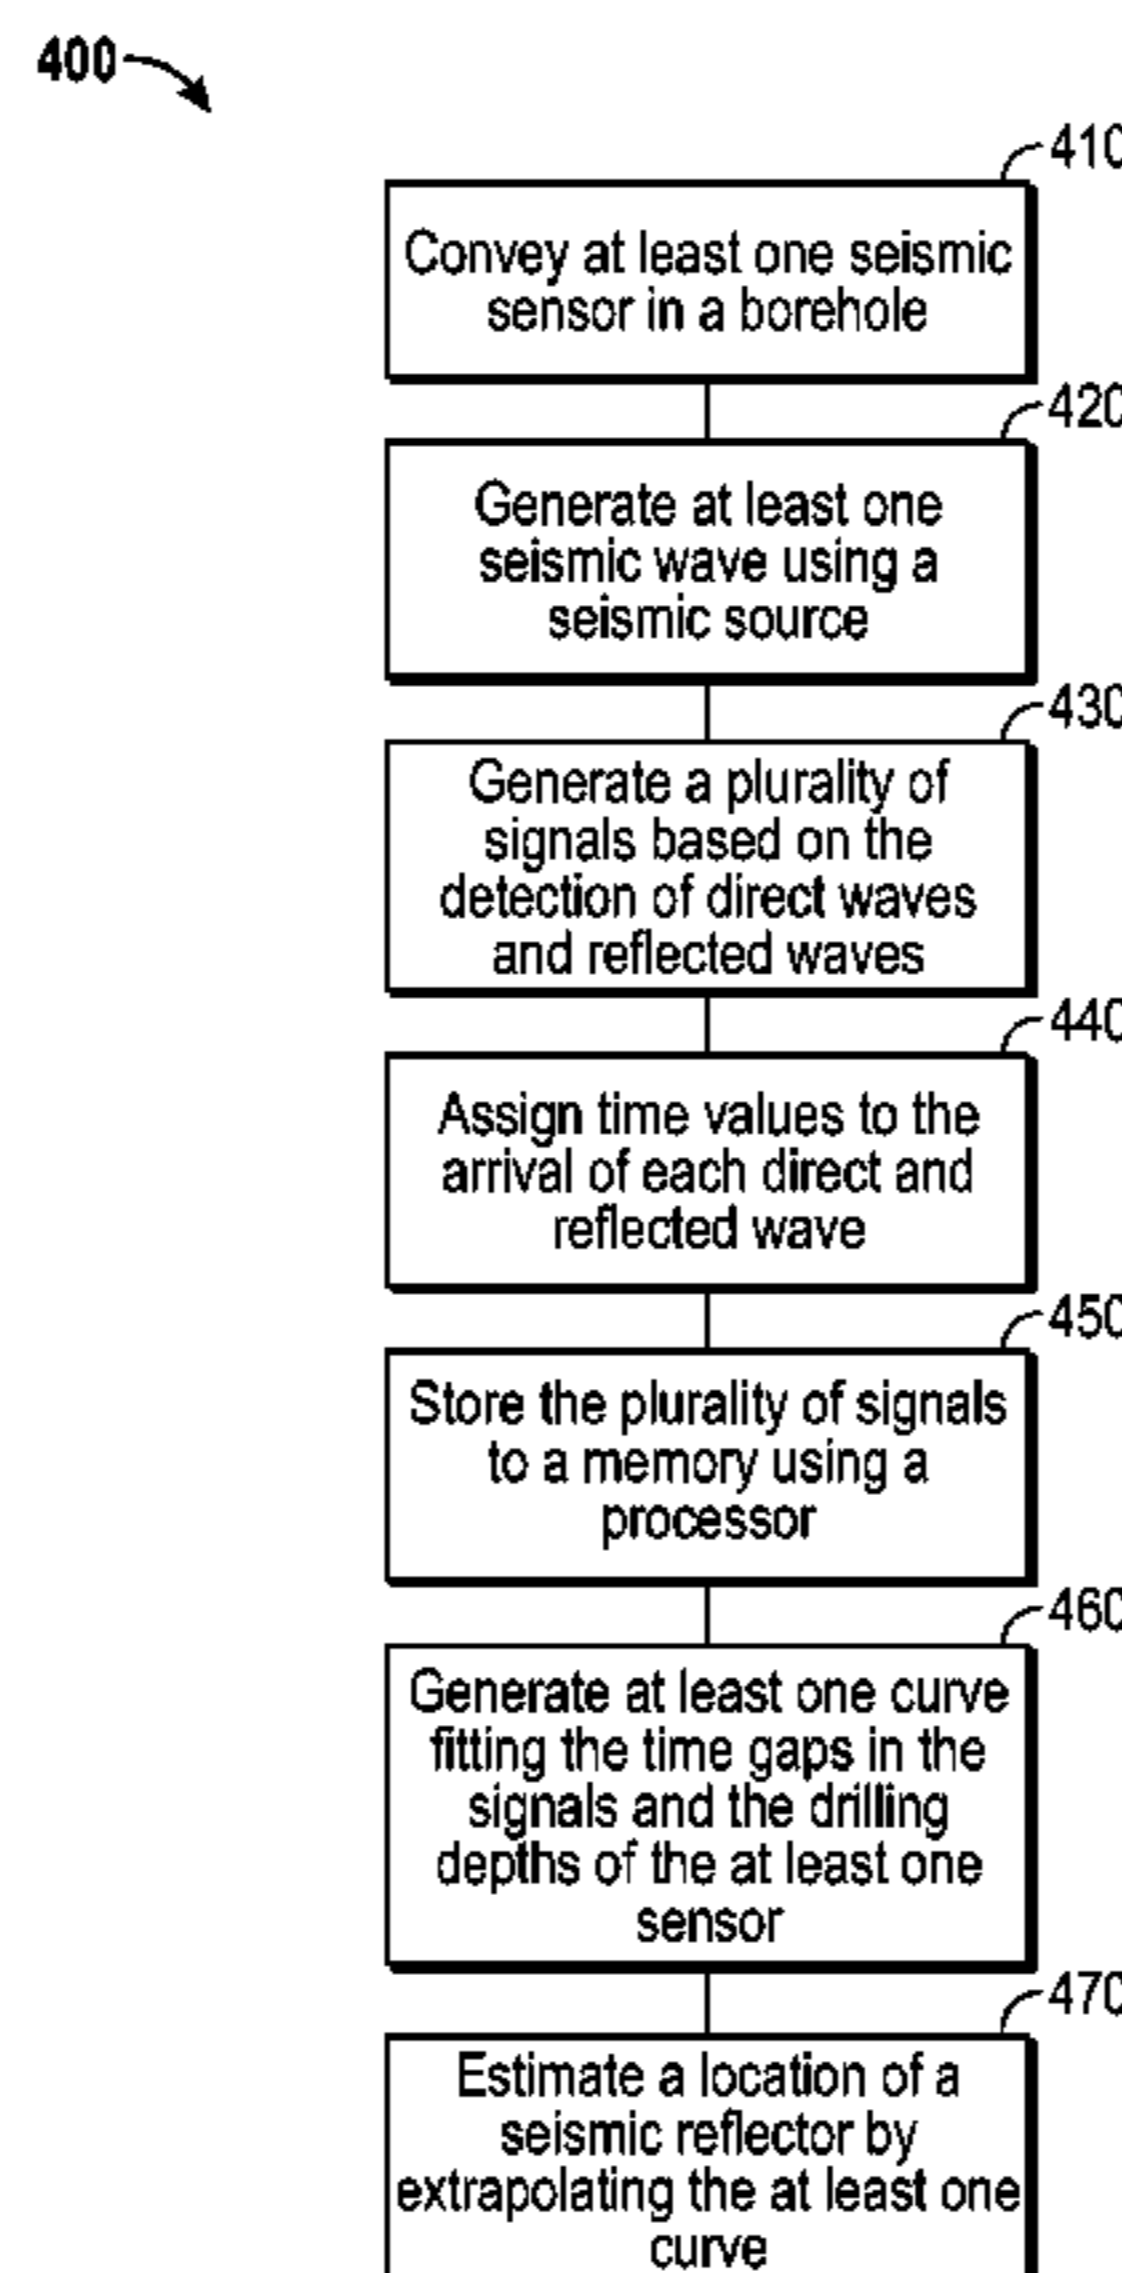 400
410
Convey at least one seismic
sensor in a borehole
420
Generate at least one
seismic wave using a
seismic source
430
Generate a plurality of
signals based on the
detection of direct waves
and reflected waves
440
Assign time values to the
arrival of each direct and
reflected wave
450
Store the plurality of signals
to a memory using a
processor
460
Generate at least one curve
fitting the time gaps in the
signals and the drilling
depths of the at least one
sensor
470
Estimate a location of a
seismic reflector by
extrapolating the at least one
curve